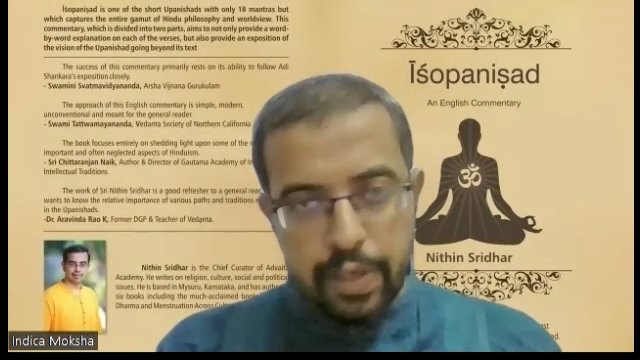 Īśopaniṣad is one of the short Upanishads with only 18 mantras but
which captures the entire gamut of Hindu philosophy and worldview. This
commentary, which is divided into two parts, aims to not only provide a word-
by-word explanation on each of the verses, but also provide an exposition of
the vision of the Upanishad going beyond its text
The success of this commentary primarily rests on its ability to follow Adi
Shankara's exposition closely.
- Swamini Svatmavidyananda, Arsha Vijnana Gurukulam
The approach of this English commentary is simple, modern,
unconventional and meant for the general reader.
- Swami Tattwamayananda, Vedanta Society of Northern California
The book focuses entirely on shedding light upon some of the
important and often neglected aspects of Hinduism.
- Sri Chittaranjan Naik, Author & Director of Gautama Academy of
Intellectual Traditions
The work of Sri Nithin Sridhar is a good refresher to a general
wants to know the relative importance of various paths and traditions
in the Upanishads.
-Dr. Aravinda Rao K, Former DGP & Teacher of Vedanta.
Nithin Sridhar is the Chief Curator of
Academy. He writes on religion, culture, social and
issues. He is based in Mysuru, Karnataka, and has
six books including the much-acclaimed
Dharma and Menstruation Across
Īśopaniṣad
An English Commentary
ॐ
Nithin Sridhar
Indica Moksha